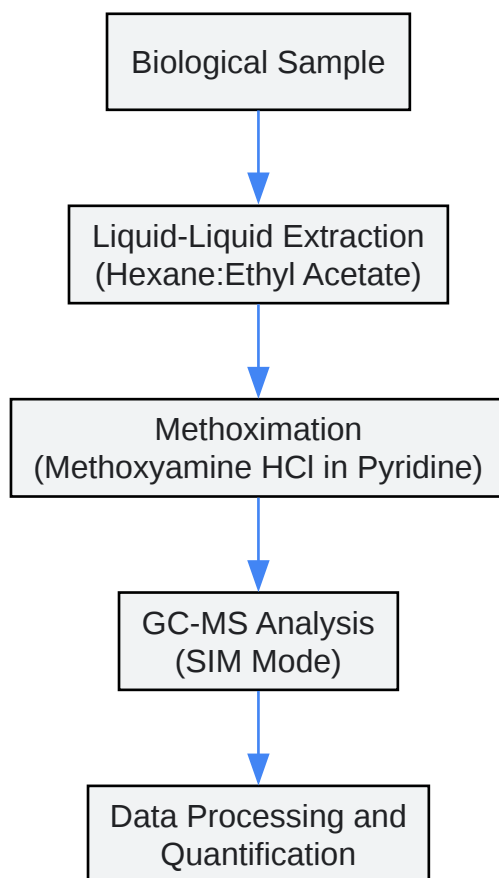 Biological Sample
Liquid-Liquid Extraction
(Hexane:Ethyl Acetate)
Methoximation
(Methoxyamine HCl in Pyridine)
GC-MS Analysis
(SIM Mode)
Data Processing and
Quantification